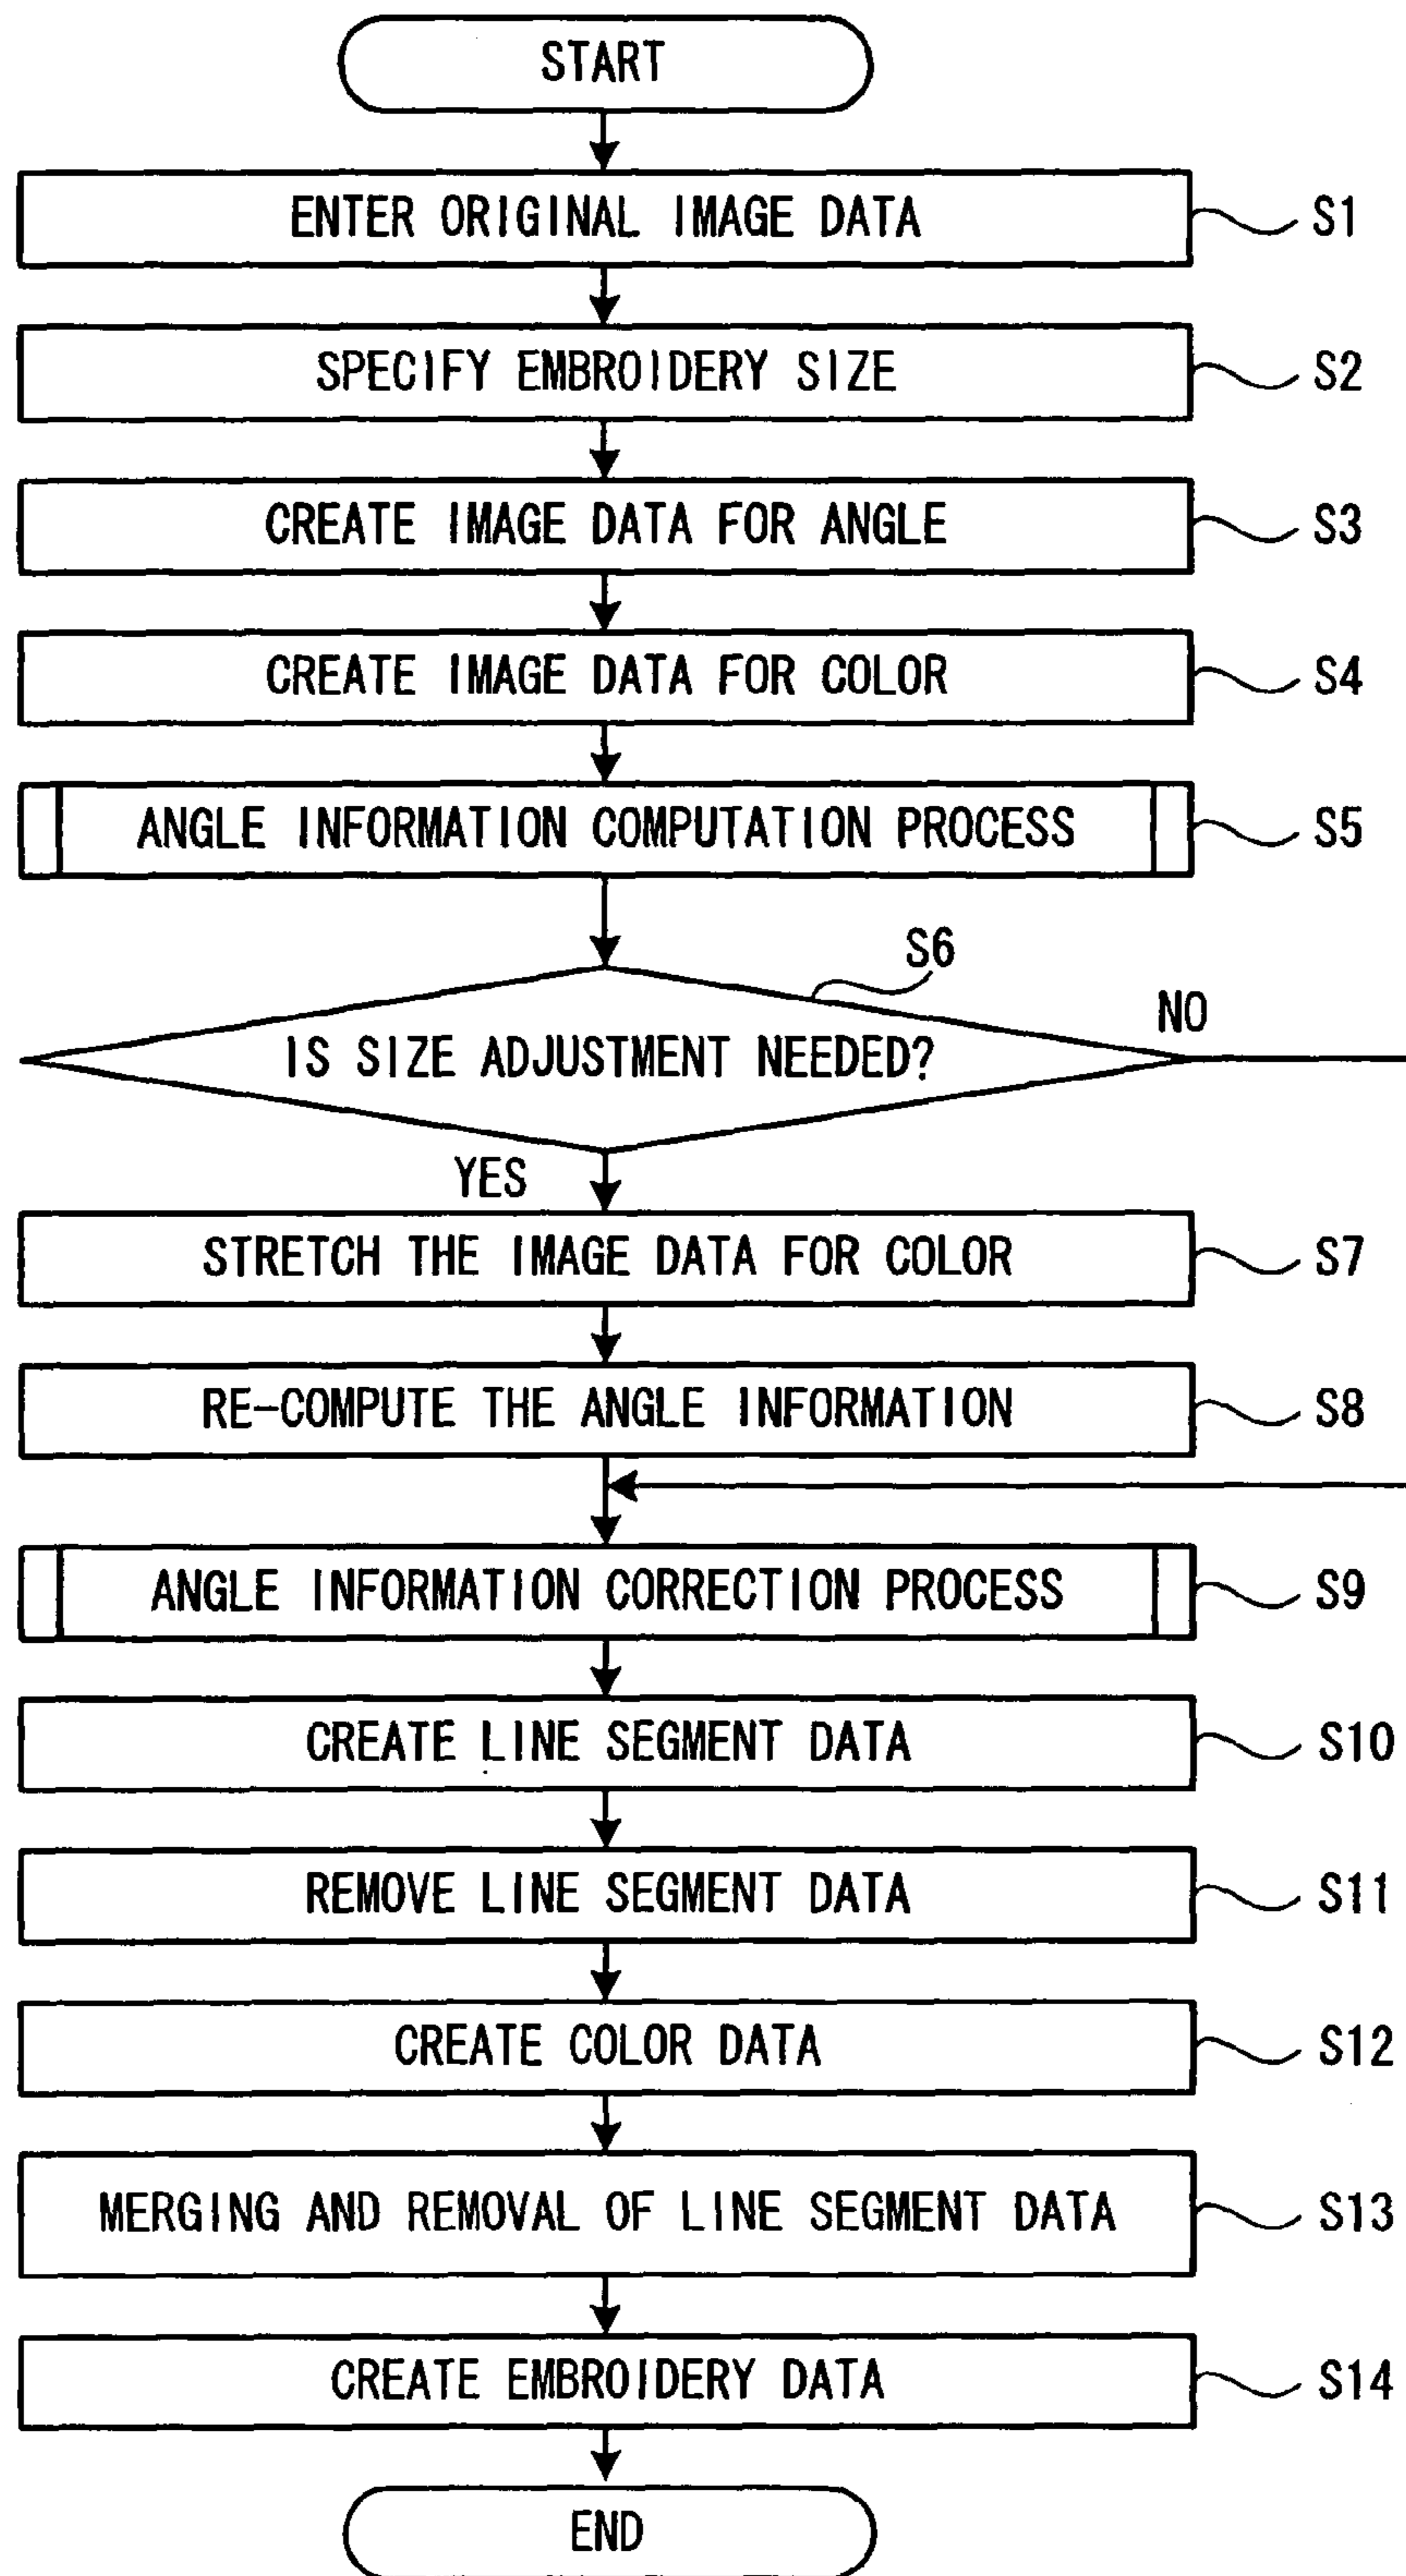 START
ENTER ORIGINAL IMAGE DATA S1
SPECIFY EMBROIDERY SIZE S2
CREATE IMAGE DATA FOR ANGLE S3
CREATE IMAGE DATA FOR COLOR S4
ANGLE INFORMATION COMPUTATION PROCESS S5
S6
NO
IS SIZE ADJUSTMENT NEEDED?
YES
STRETCH THE IMAGE DATA FOR COLOR S7
RE-COMPUTE THE ANGLE INFORMATION S8
ANGLE INFORMATION CORRECTION PROCESS S9
CREATE LINE SEGMENT DATA S10
REMOVE LINE SEGMENT DATA S11
CREATE COLOR DATA S12
MERGING AND REMOVAL OF LINE SEGMENT DATA S13
CREATE EMBROIDERY DATA S14
END